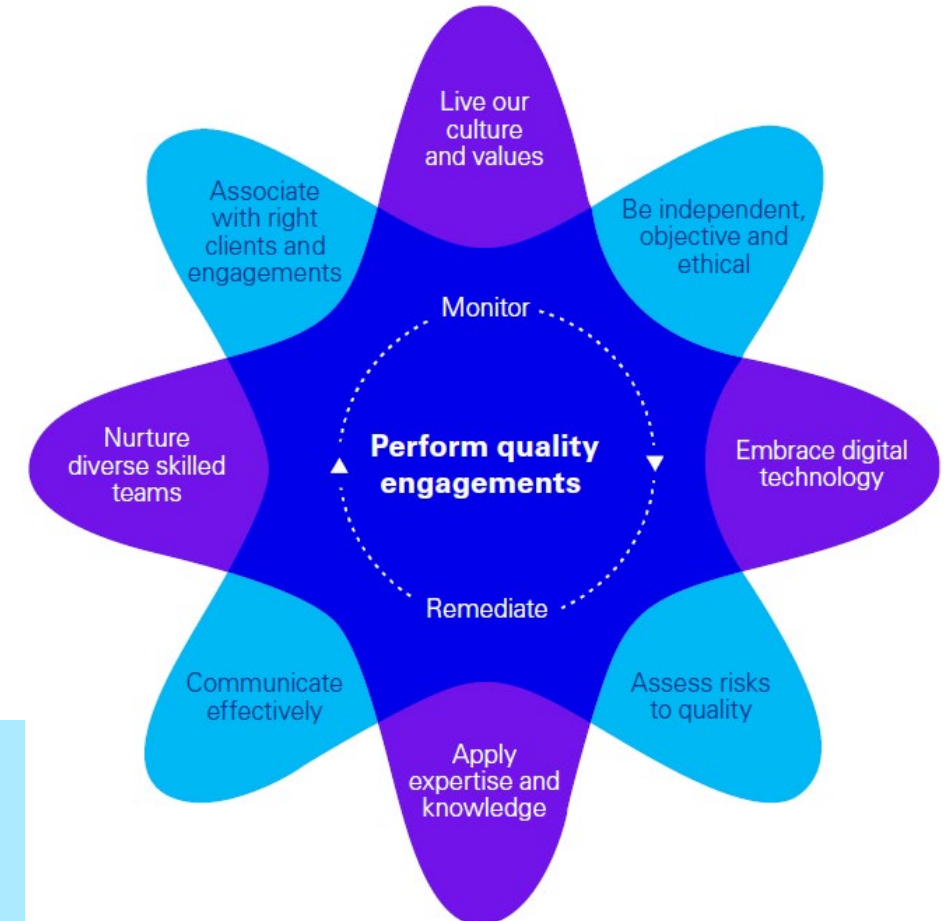 Live our
culture
and values
Associate
with right
clients and
engagements
Be independent,
objective and
ethical
Monitor
Nurture
diverse skilled
teams
Perform quality
engagements
Embrace digital
technology
Remediate
Communicate
effectively
Assess risks
to quality
Apply
expertise and
knowledge